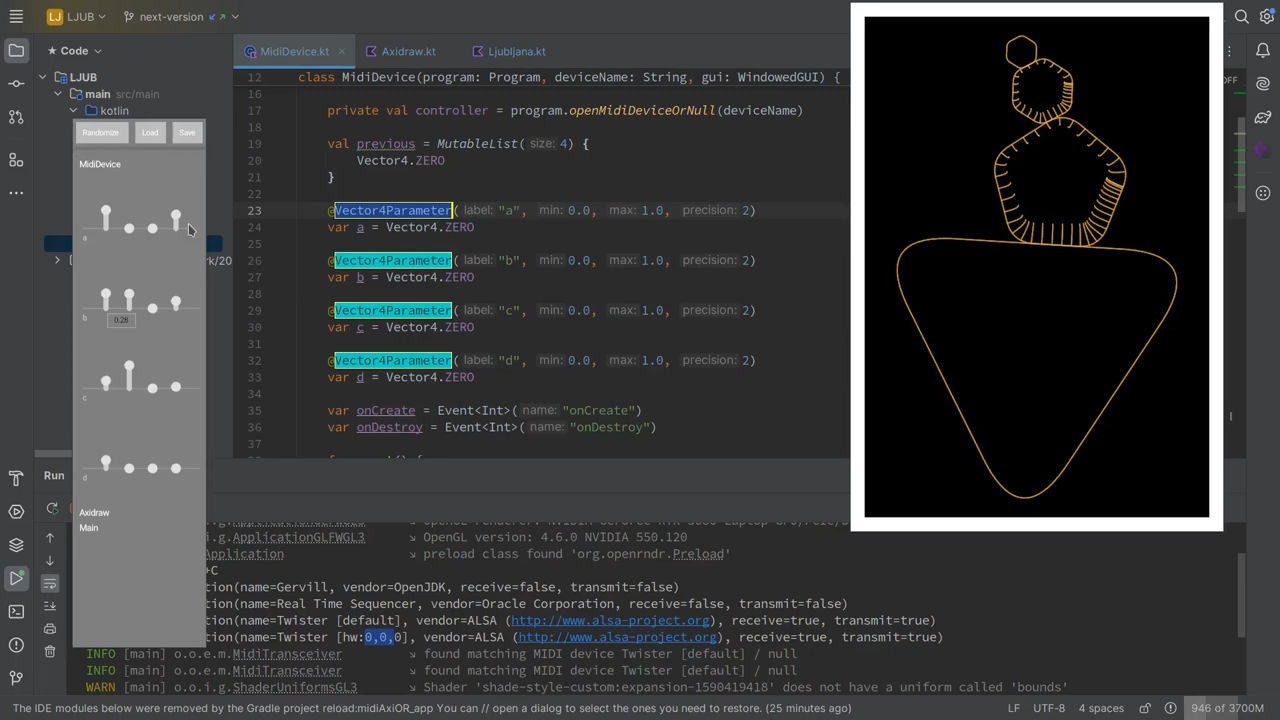 LJ LJUB
next-version
Code
MidiDevice.kt
Axidraw.kt
Ljubljana.kt
LJUB
main src/main
kotlin
Randomize Load Save
MidiDevice
a
b
0.28
c
d
Axidraw
Main
12 class MidiDevice(program: Program, deviceName: String, gui: WindowedGUI) {
16
17 private val controller = program.openMidiDeviceOrNull(deviceName)
18
19 val previous = MutableList( size: 4) {
20 Vector4.ZERO
21 }
22
23 @Vector4Parameter( label: "a", min: 0.0, max: 1.0, precision: 2)
24 var a = Vector4.ZERO
25
26 @Vector4Parameter( label: "b", min: 0.0, max: 1.0, precision: 2)
27 var b = Vector4.ZERO
28
29 @Vector4Parameter( label: "c", min: 0.0, max: 1.0, precision: 2)
30 var c = Vector4.ZERO
31
32 @Vector4Parameter( label: "d", min: 0.0, max: 1.0, precision: 2)
33 var d = Vector4.ZERO
34
35 var onCreate = Event<Int>( name: "onCreate")
36 var onDestroy = Event<Int>( name: "onDestroy")
37
OFF
Run
i.g.ApplicationGLFWGL3 ↘ OpenGL version: 4.6.0 NVIDIA 550.120
Application ↘ preload class found 'org.openrndr.Preload'
+C
tion(name=Gervill, vendor=OpenJDK, receive=false, transmit=false)
tion(name=Real Time Sequencer, vendor=Oracle Corporation, receive=false, transmit=false)
tion(name=Twister [default], vendor=ALSA (http://www.alsa-project.org), receive=true, transmit=true)
tion(name=Twister [hw:0,0,0], vendor=ALSA (http://www.alsa-project.org), receive=true, transmit=true)
INFO [main] o.o.e.m.MidiTransceiver ↘ found matching MIDI device Twister [default] / null
INFO [main] o.o.e.m.MidiTransceiver ↘ found matching MIDI device Twister [default] / null
WARN [main] o.o.i.g.ShaderUniformsGL3 ↘ Shader 'shade-style-custom:expansion-1590419418' does not have a uniform called 'bounds'
The IDE modules below were removed by the Gradle project reload:midiAxiOR_app You can // open a dialog to select the ones you need to restore. (25 minutes ago)
LF UTF-8 4 spaces 946 of 3700M